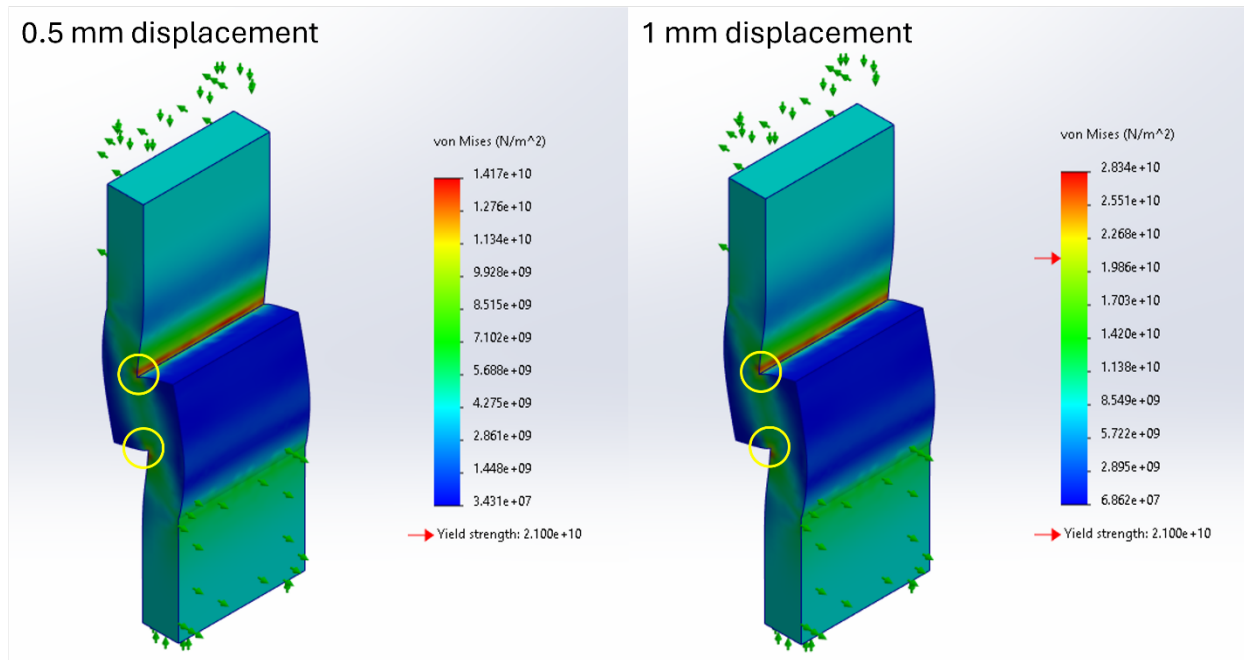 0.5 mm displacement
von Mises (N/m^2)
1.417e+10
1.276e+10
1.134e+10
9.928e+09
8.515e+09
7.102e+09
5.688e+09
4.275e+09
2.861e+09
1.448e+09
3.431e+07
Yield strength: 2.100e+10
1 mm displacement
von Mises (N/m^2)
2.834e+10
2.551e+10
2.268e+10
1.986e+10
1.703e+10
1.420e+10
1.138e+10
8.549e+09
5.722e+09
2.895e+09
6.862e+07
Yield strength: 2.100e+10